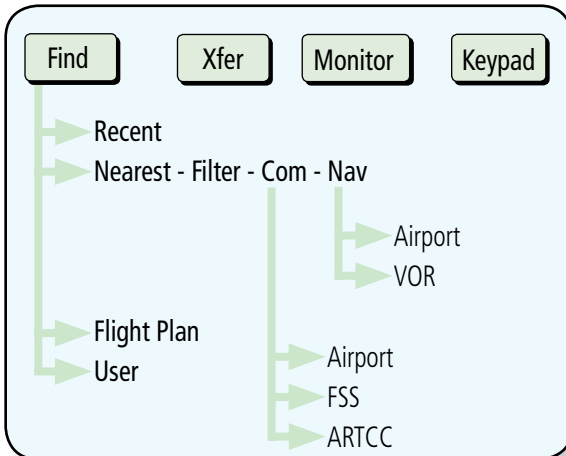 Find Xfer Monitor Keypad
Recent
Nearest - Filter - Com - Nav
Airport
VOR
Flight Plan
User
Airport
FSS
ARTCC